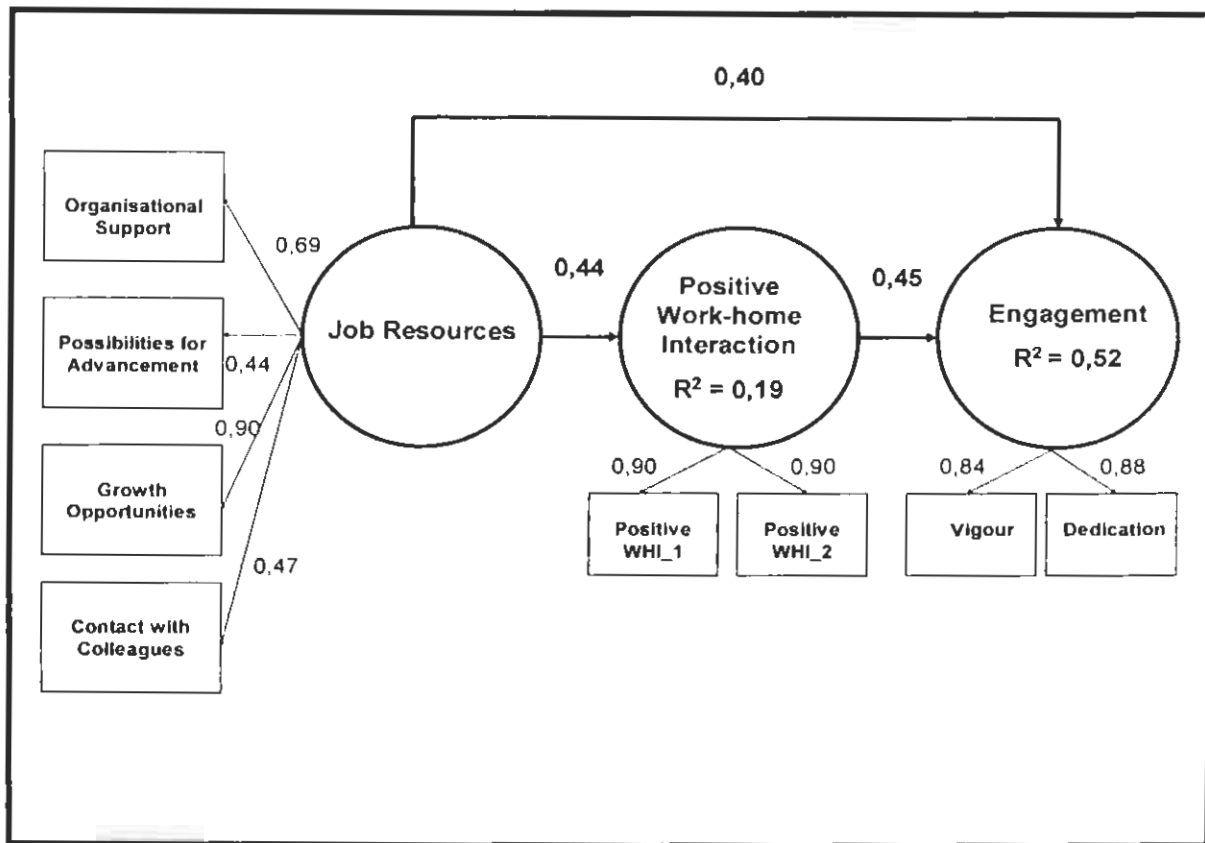 0,40
Organisational
Support
0,69
Possibilities for
Advancement
0,44
0,90
Growth
Opportunities
0,47
Contact with
Colleagues
Job Resources
0,44
Positive
Work-home
Interaction
R² = 0,19
0,45
Engagement
R² = 0,52
0,90
0,90
Positive
WHI_1
Positive
WHI_2
0,84
0,88
Vigour
Dedication